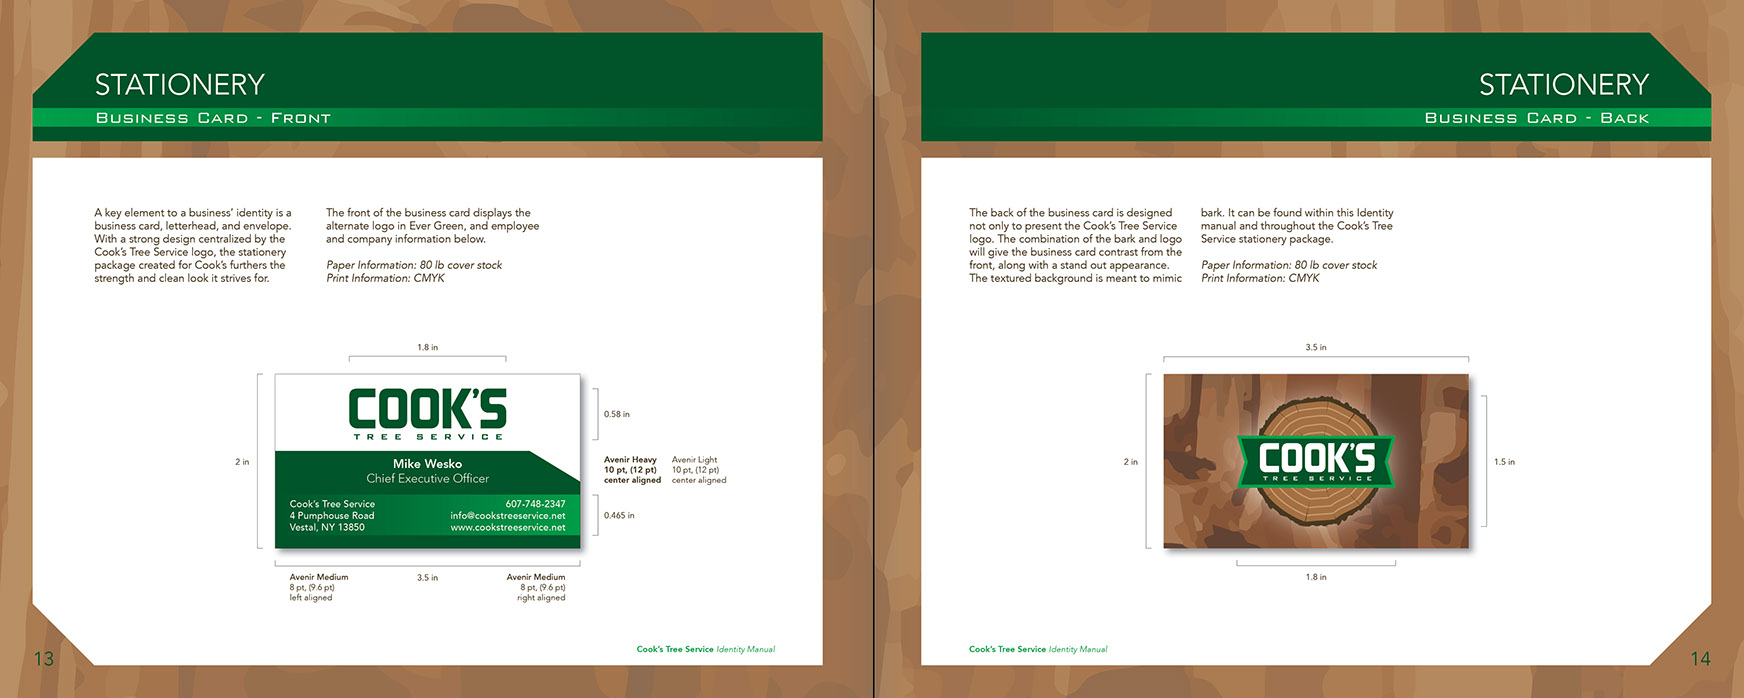 STATIONERY
Business Card - Front
A key element to a business’ identity is a
business card, letterhead, and envelope.
With a strong design centralized by the
Cook’s Tree Service logo, the stationery
package created for Cook’s furthers the
strength and clean look it strives for.
The front of the business card displays the
alternate logo in Ever Green, and employee
and company information below.
Paper Information: 80 lb cover stock
Print Information: CMYK
1.8 in
COOK’S
TREE SERVICE
0.58 in
2 in
Mike Wesko
Chief Executive Officer
Avenir Heavy
10 pt, (12 pt)
center aligned
Avenir Light
10 pt, (12 pt)
center aligned
Cook’s Tree Service
4 Pumphouse Road
Vestal, NY 13850
607-748-2347
info@cookstreeservice.net
www.cookstreeservice.net
0.465 in
Avenir Medium
8 pt, (9.6 pt)
left aligned
3.5 in
Avenir Medium
8 pt, (9.6 pt)
right aligned
Cook’s Tree Service Identity Manual
13
STATIONERY
Business Card - Back
The back of the business card is designed
not only to present the Cook’s Tree Service
logo. The combination of the bark and logo
will give the business card contrast from the
front, along with a stand out appearance.
The textured background is meant to mimic
bark. It can be found within this Identity
manual and throughout the Cook’s Tree
Service stationery package.
Paper Information: 80 lb cover stock
Print Information: CMYK
3.5 in
2 in
COOK’S
TREE SERVICE
1.5 in
1.8 in
Cook’s Tree Service Identity Manual
14